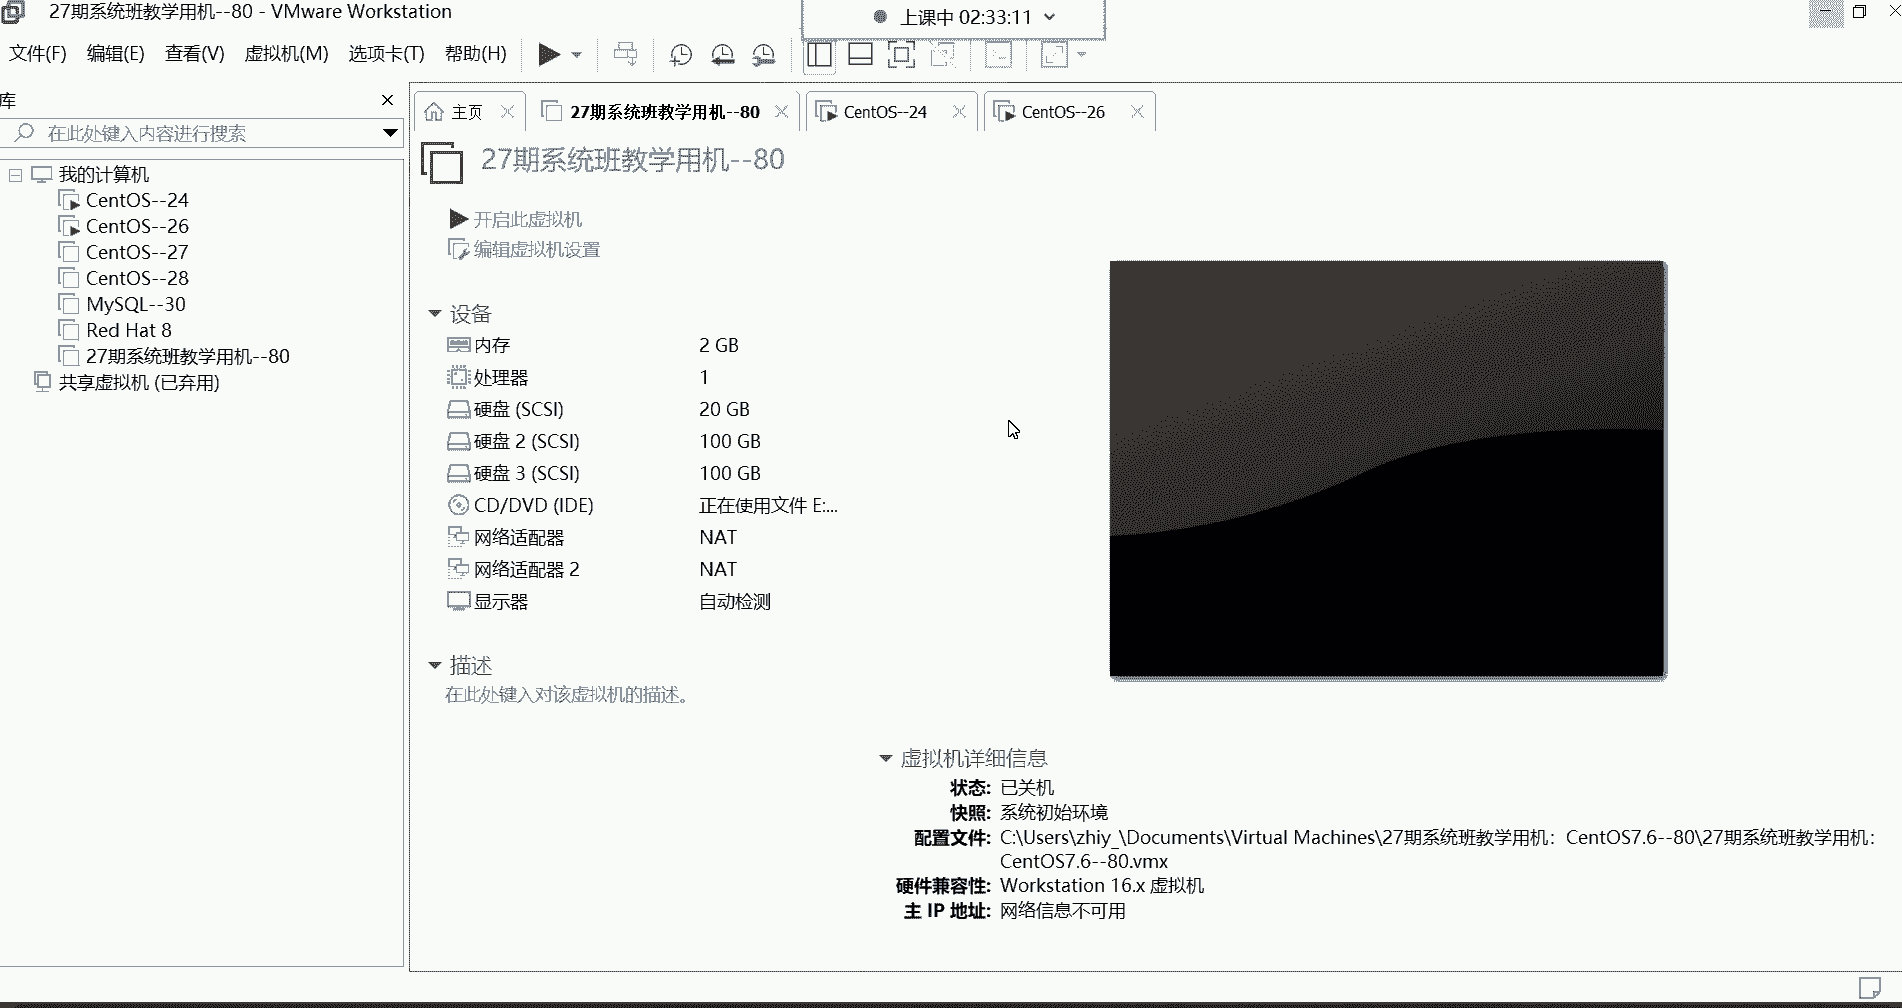 27期系统班教学用机--80 - VMware Workstation
上课中 02:33:11
文件(F) 编辑(E) 查看(V) 虚拟机(M) 选项卡(T) 帮助(H)
库
在此处键入内容进行搜索
我的计算机
CentOS--24
CentOS--26
CentOS--27
CentOS--28
MySQL--30
Red Hat 8
27期系统班教学用机--80
共享虚拟机 (已弃用)
主页 27期系统班教学用机--80 CentOS--24 CentOS--26
27期系统班教学用机--80
开启此虚拟机
编辑虚拟机设置
设备
内存 2 GB
处理器 1
硬盘 (SCSI) 20 GB
硬盘 2 (SCSI) 100 GB
硬盘 3 (SCSI) 100 GB
CD/DVD (IDE) 正在使用文件 E:...
网络适配器 NAT
网络适配器 2 NAT
显示器 自动检测
描述
在此处键入对该虚拟机的描述。
虚拟机详细信息
状态: 已关机
快照: 系统初始环境
配置文件: C:\Users\zhiy_\Documents\Virtual Machines\27期系统班教学用机：CentOS7.6--80\27期系统班教学用机：
CentOS7.6--80.vmx
硬件兼容性: Workstation 16.x 虚拟机
主 IP 地址: 网络信息不可用